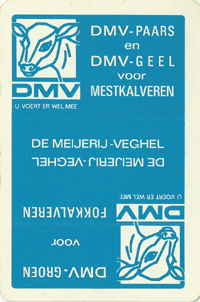 DMV-PAARS
en
DMV-GEEL
voor
MESTKALVEREN
DMV
U VOERT ER WEL MEE
DE MEIJERIJ-VEGHEL
DE MEIJERIJ-VEGHEL
DMV-GROEN
voor
FOKKALVEREN
DMV
U VOERT ER WEL MEE